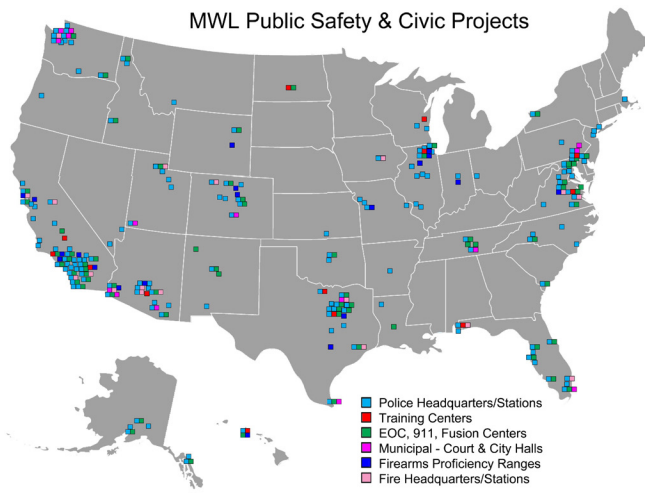 MWL Public Safety & Civic Projects
Police Headquarters/Stations
Training Centers
EOC, 911, Fusion Centers
Municipal - Court & City Halls
Firearms Proficiency Ranges
Fire Headquarters/Stations